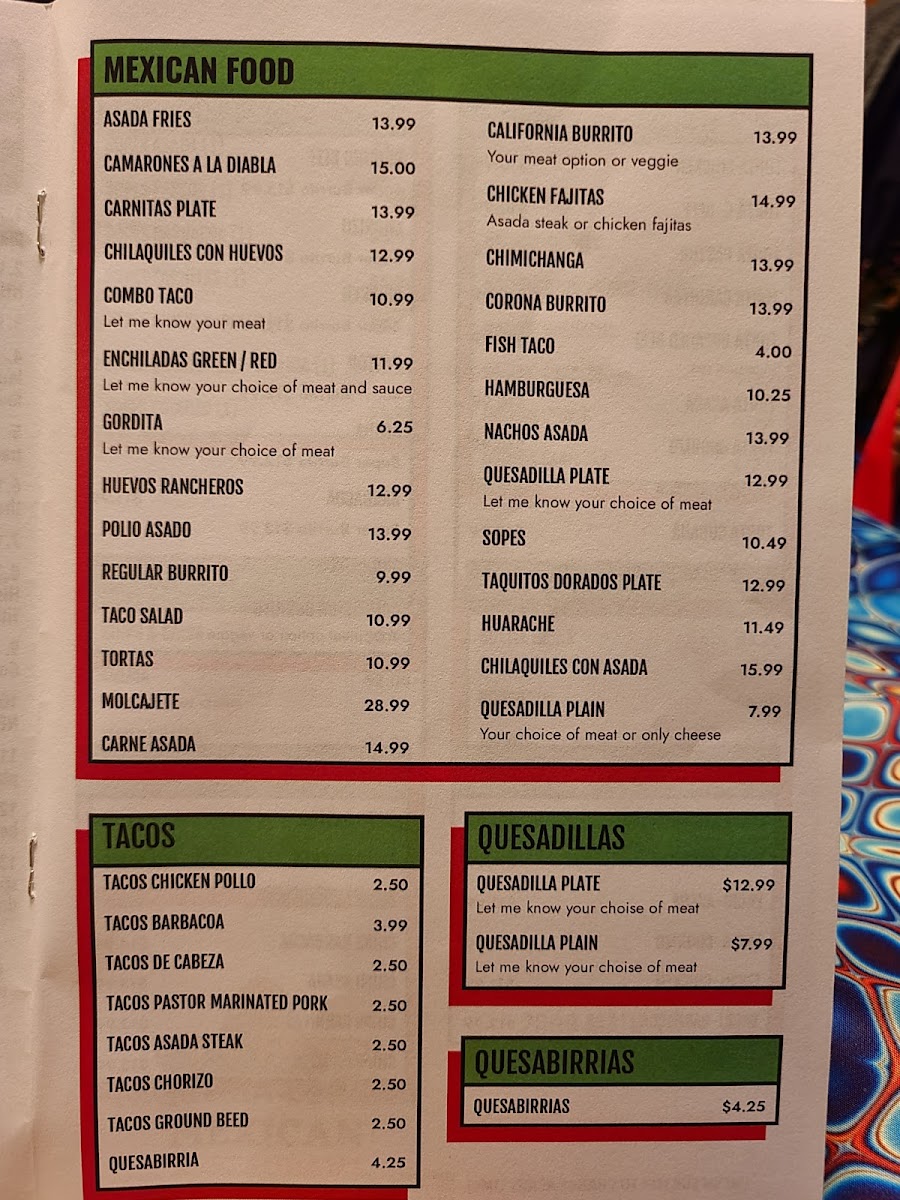 MEXICAN FOOD
ASADA FRIES 13.99
CAMARONES A LA DIABLA 15.00
CARNITAS PLATE 13.99
CHILAQUILES CON HUEVOS 12.99
COMBO TACO 10.99
Let me know your meat
ENCHILADAS GREEN / RED 11.99
Let me know your choice of meat and sauce
GORDITA 6.25
Let me know your choice of meat
HUEVOS RANCHEROS 12.99
POLIO ASADO 13.99
REGULAR BURRITO 9.99
TACO SALAD 10.99
TORTAS 10.99
MOLCAJETE 28.99
CARNE ASADA 14.99
CALIFORNIA BURRITO 13.99
Your meat option or veggie
CHICKEN FAJITAS 14.99
Asada steak or chicken fajitas
CHIMICHANGA 13.99
CORONA BURRITO 13.99
FISH TACO 4.00
HAMBURGUESA 10.25
NACHOS ASADA 13.99
QUESADILLA PLATE 12.99
Let me know your choice of meat
SOPES 10.49
TAQUITOS DORADOS PLATE 12.99
HUARACHE 11.49
CHILAQUILES CON ASADA 15.99
QUESADILLA PLAIN 7.99
Your choice of meat or only cheese
TACOS
TACOS CHICKEN POLLO 2.50
TACOS BARBACOA 3.99
TACOS DE CABEZA 2.50
TACOS PASTOR MARINATED PORK 2.50
TACOS ASADA STEAK 2.50
TACOS CHORIZO 2.50
TACOS GROUND BEED 2.50
QUESABIRRIA 4.25
QUESADILLAS
QUESADILLA PLATE $12.99
Let me know your choise of meat
QUESADILLA PLAIN $7.99
Let me know your choise of meat
QUESABIRRIAS
QUESABIRRIAS $4.25